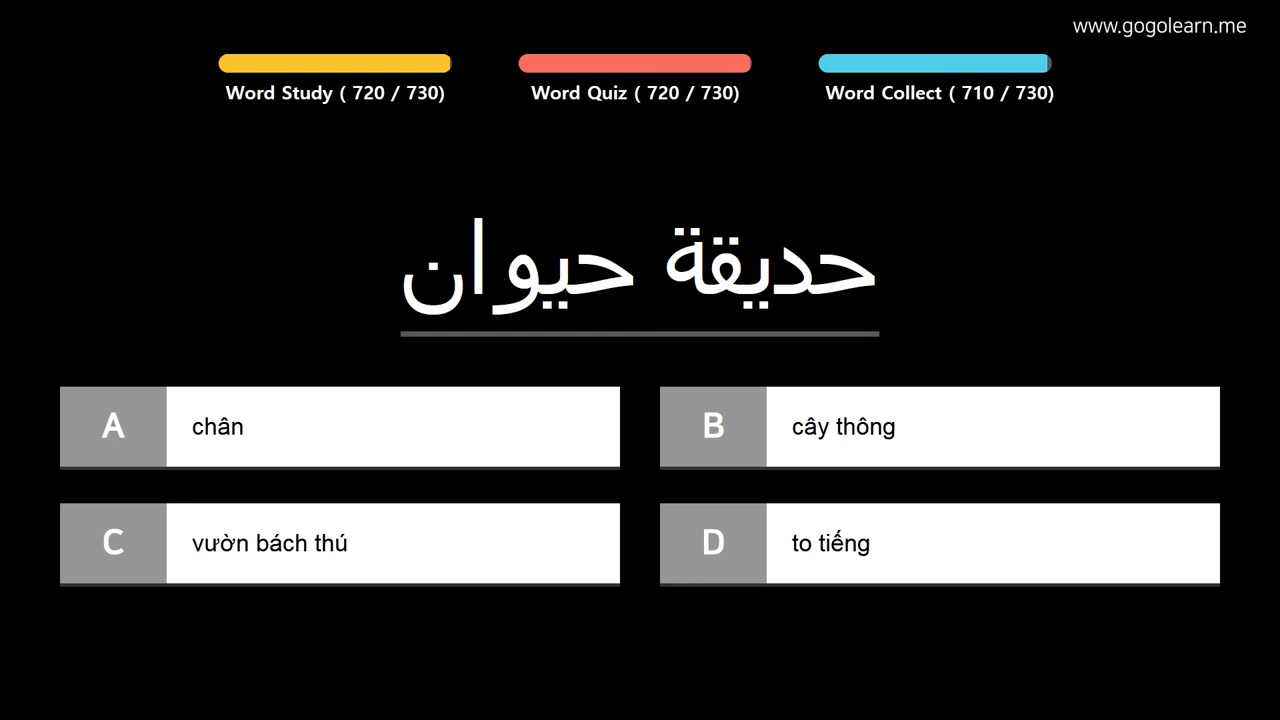 www.gogolearn.me
Word Study ( 720 / 730)
Word Quiz ( 720 / 730)
Word Collect ( 710 / 730)
حديقة حيوان
A chân
B cây thông
C vườn bách thú
D to tiếng